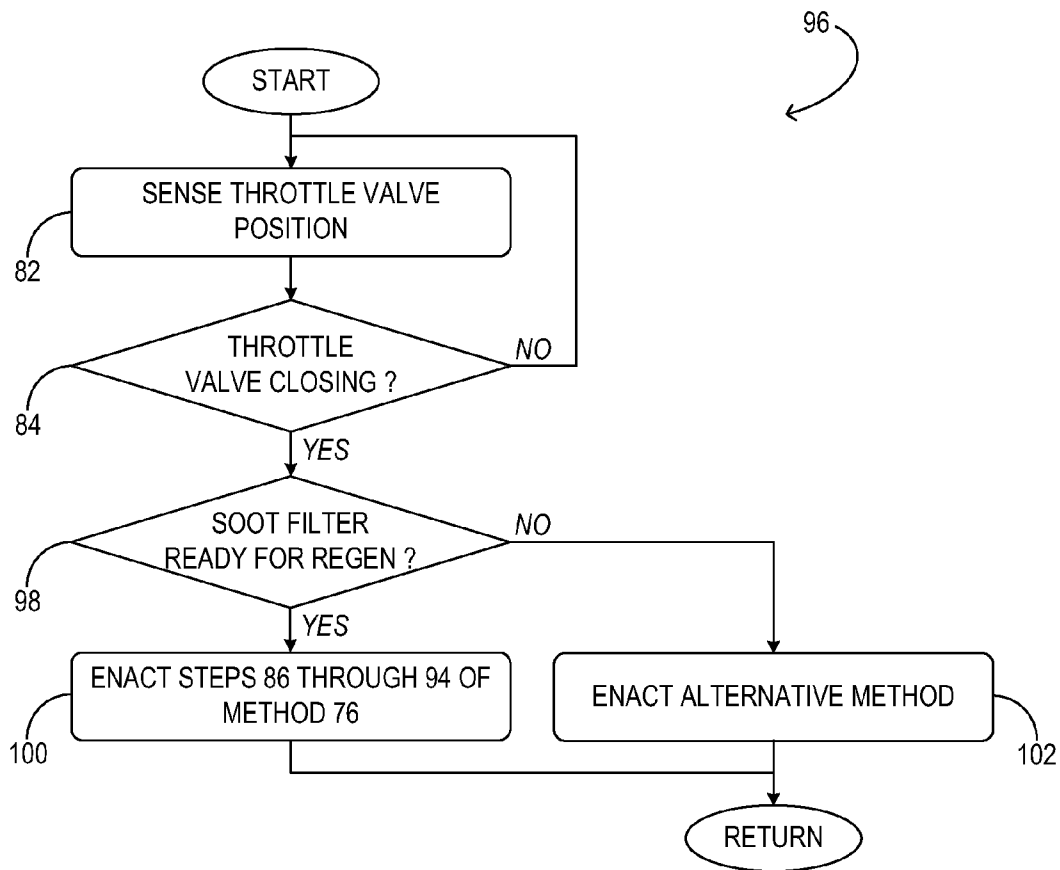 96
START
SENSE THROTTLE VALVE
POSITION
82
THROTTLE
VALVE CLOSING ?
NO
84
YES
SOOT FILTER
READY FOR REGEN ?
NO
98
YES
ENACT STEPS 86 THROUGH 94 OF
METHOD 76
100
ENACT ALTERNATIVE METHOD
102
RETURN